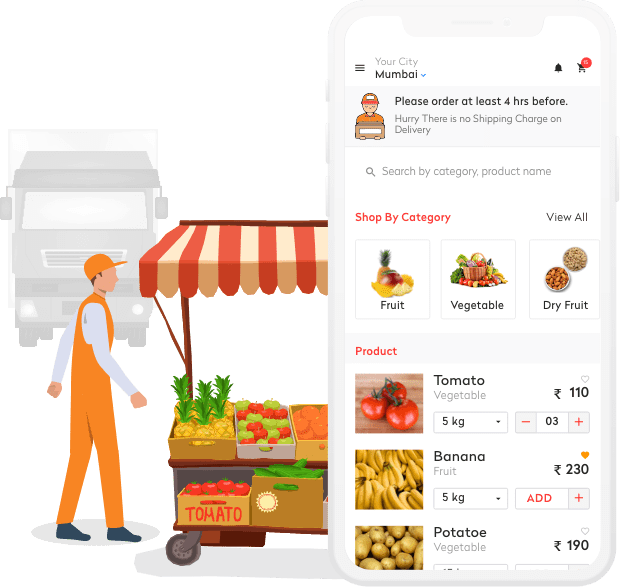 Your City
Mumbai
Please order at least 4 hrs before.
Hurry There is no Shipping Charge on
Delivery
Search by category, product name
Shop By Category
View All
Fruit
Vegetable
Dry Fruit
Product
Tomato
Vegetable
₹ 110
5 kg
− 03 +
Banana
Fruit
₹ 230
5 kg
ADD +
Potatoe
Vegetable
₹ 190
TOMATO